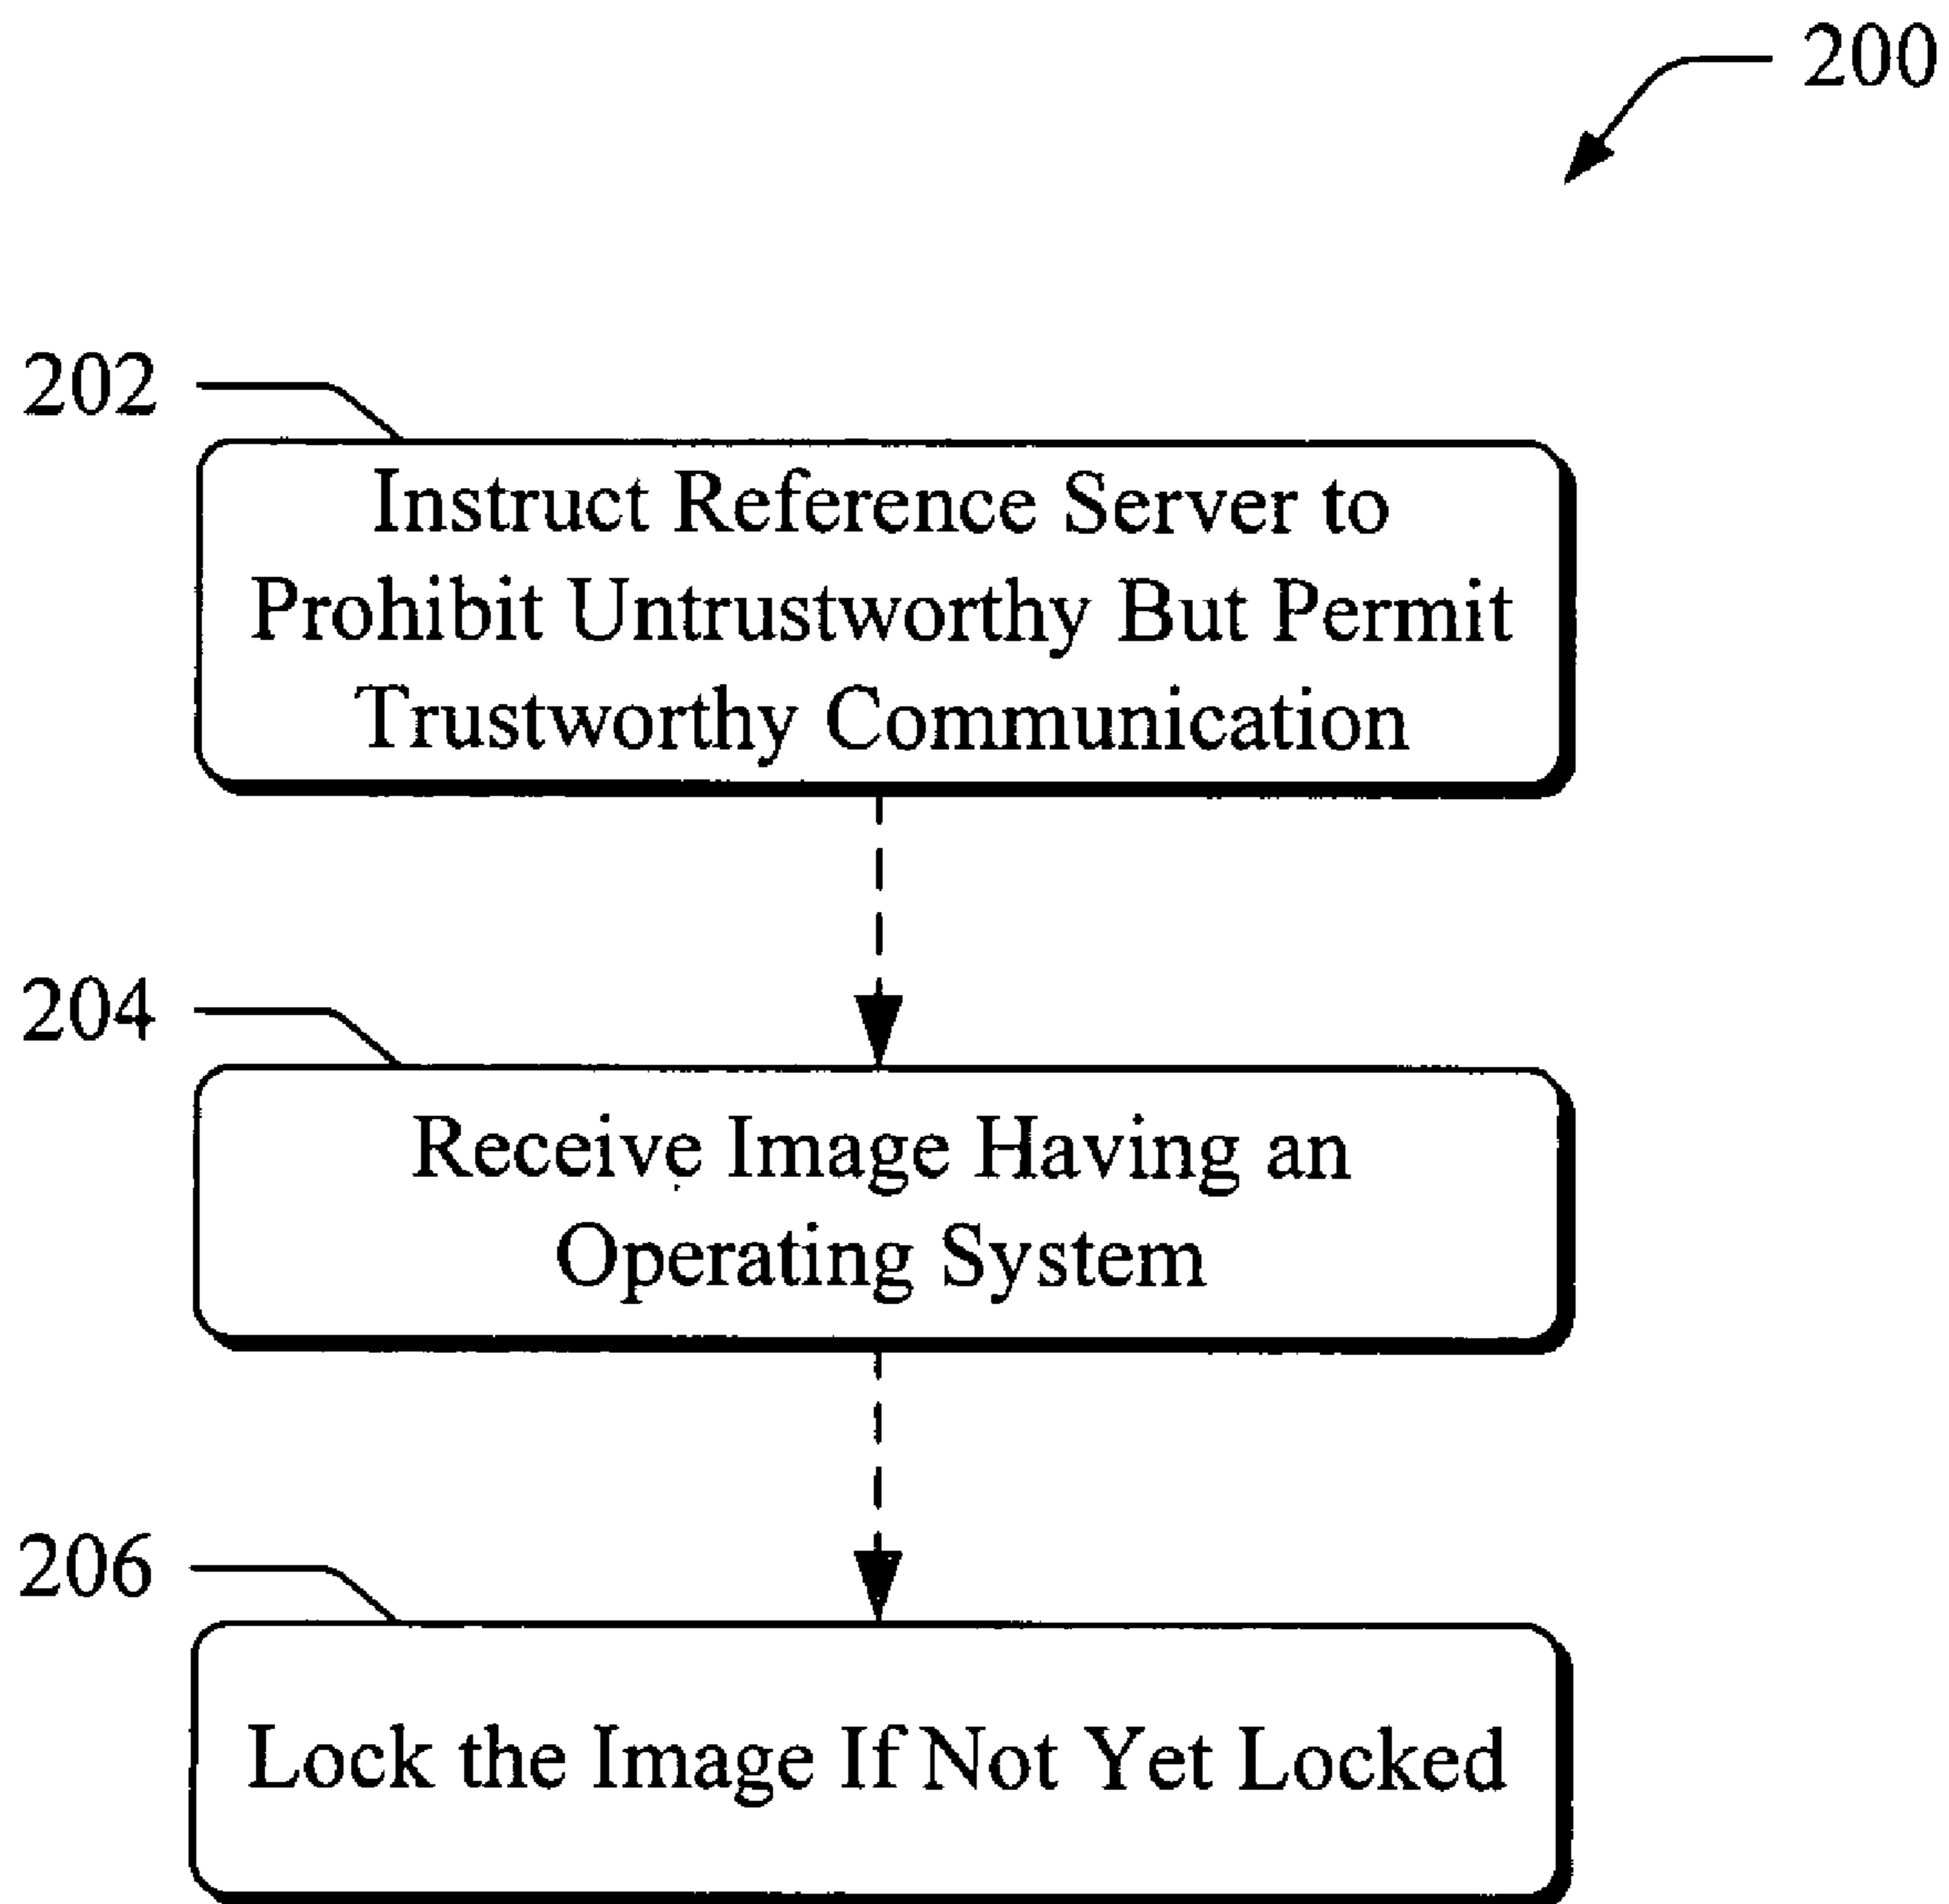 200
202
Instruct Reference Server to
Prohibit Untrustworthy But Permit
Trustworthy Communication
204
Receive Image Having an
Operating System
206
Lock the Image If Not Yet Locked